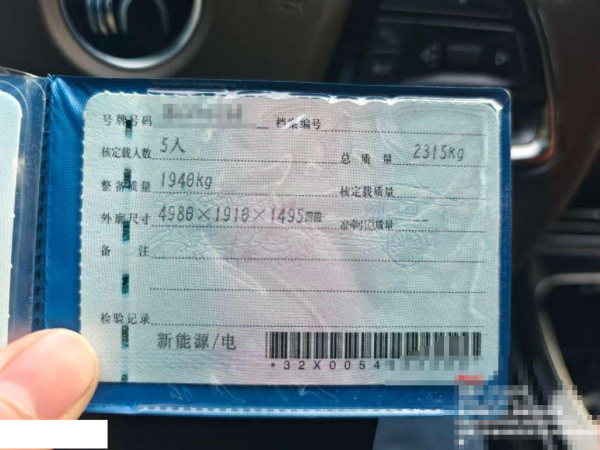 号牌号码 档案编号
核定载人数 5人 总质量 2315kg
整备质量 1940kg 核定载质量 —
外廓尺寸 4980×1910×1495㎜ 准牵引总质量 —
备注
检验记录
新能源/电
*32X0054